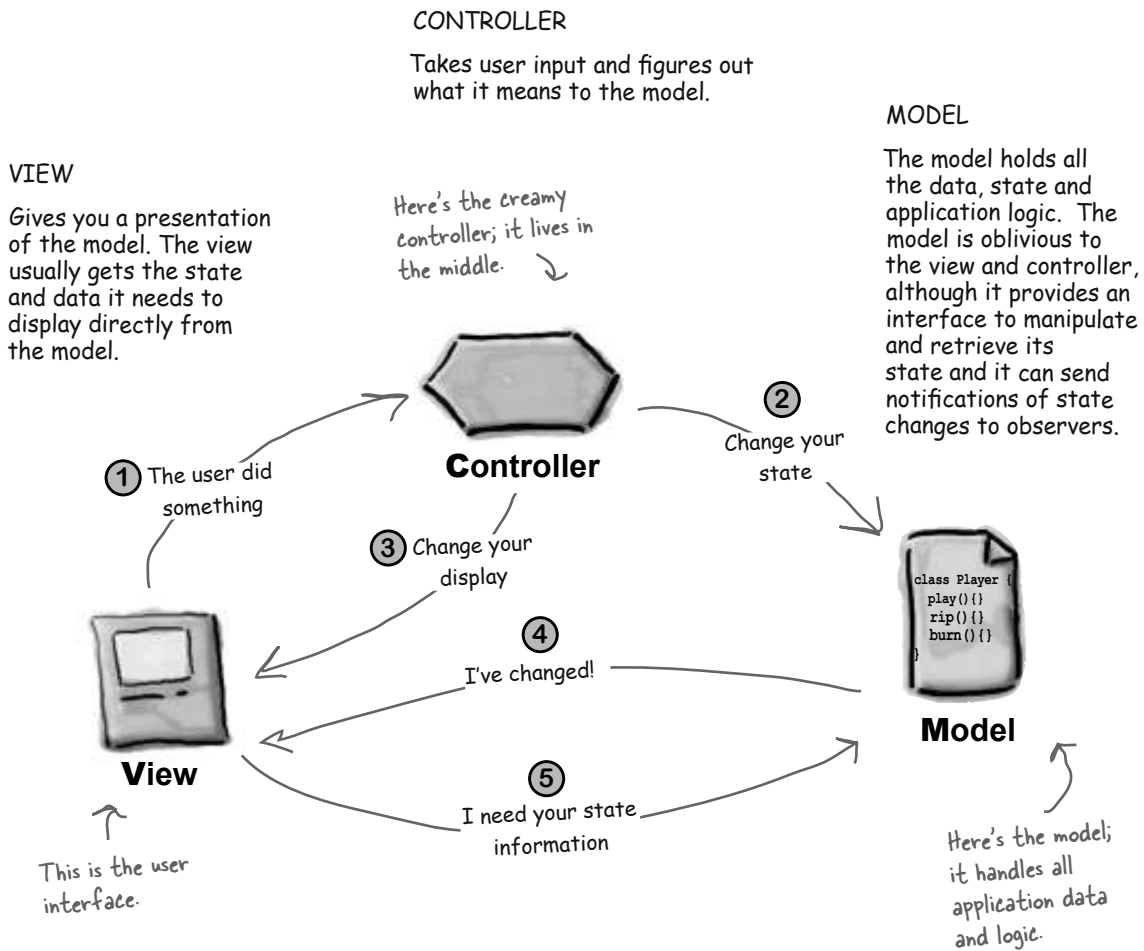 CONTROLLER
Takes user input and figures out
what it means to the model.
MODEL
The model holds all
the data, state and
application logic. The
model is oblivious to
the view and controller,
although it provides an
interface to manipulate
and retrieve its
state and it can send
notifications of state
changes to observers.
VIEW
Gives you a presentation
of the model. The view
usually gets the state
and data it needs to
display directly from
the model.
Here's the creamy
controller; it lives in
the middle.
Controller
1 The user did
something
2
Change your
state
3 Change your
display
class Player {
play(){}
rip(){}
burn(){}
}
4
I've changed!
Model
View
5
I need your state
information
This is the user
interface.
Here's the model;
it handles all
application data
and logic.